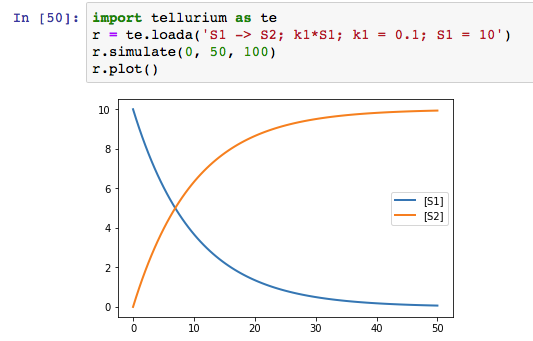 In [50]: import tellurium as te
r = te.loada('S1 -> S2; k1*S1; k1 = 0.1; S1 = 10')
r.simulate(0, 50, 100)
r.plot()
10
8
6
4
2
0
[S1]
[S2]
0 10 20 30 40 50